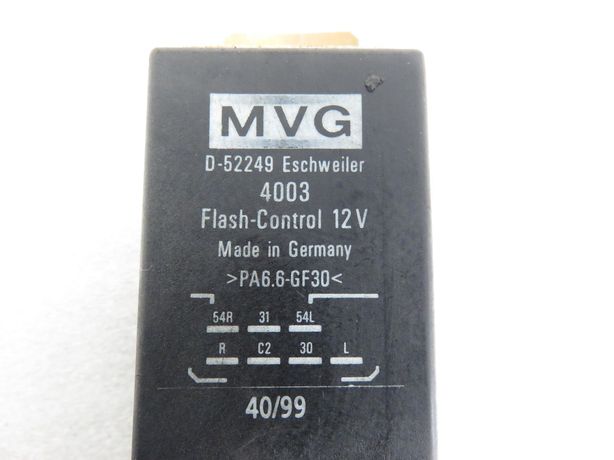 MVG
D-52249 Eschweiler
4003
Flash-Control 12V
Made in Germany
>PA6.6-GF30<
54R 31 54L
R C2 30 L
40/99